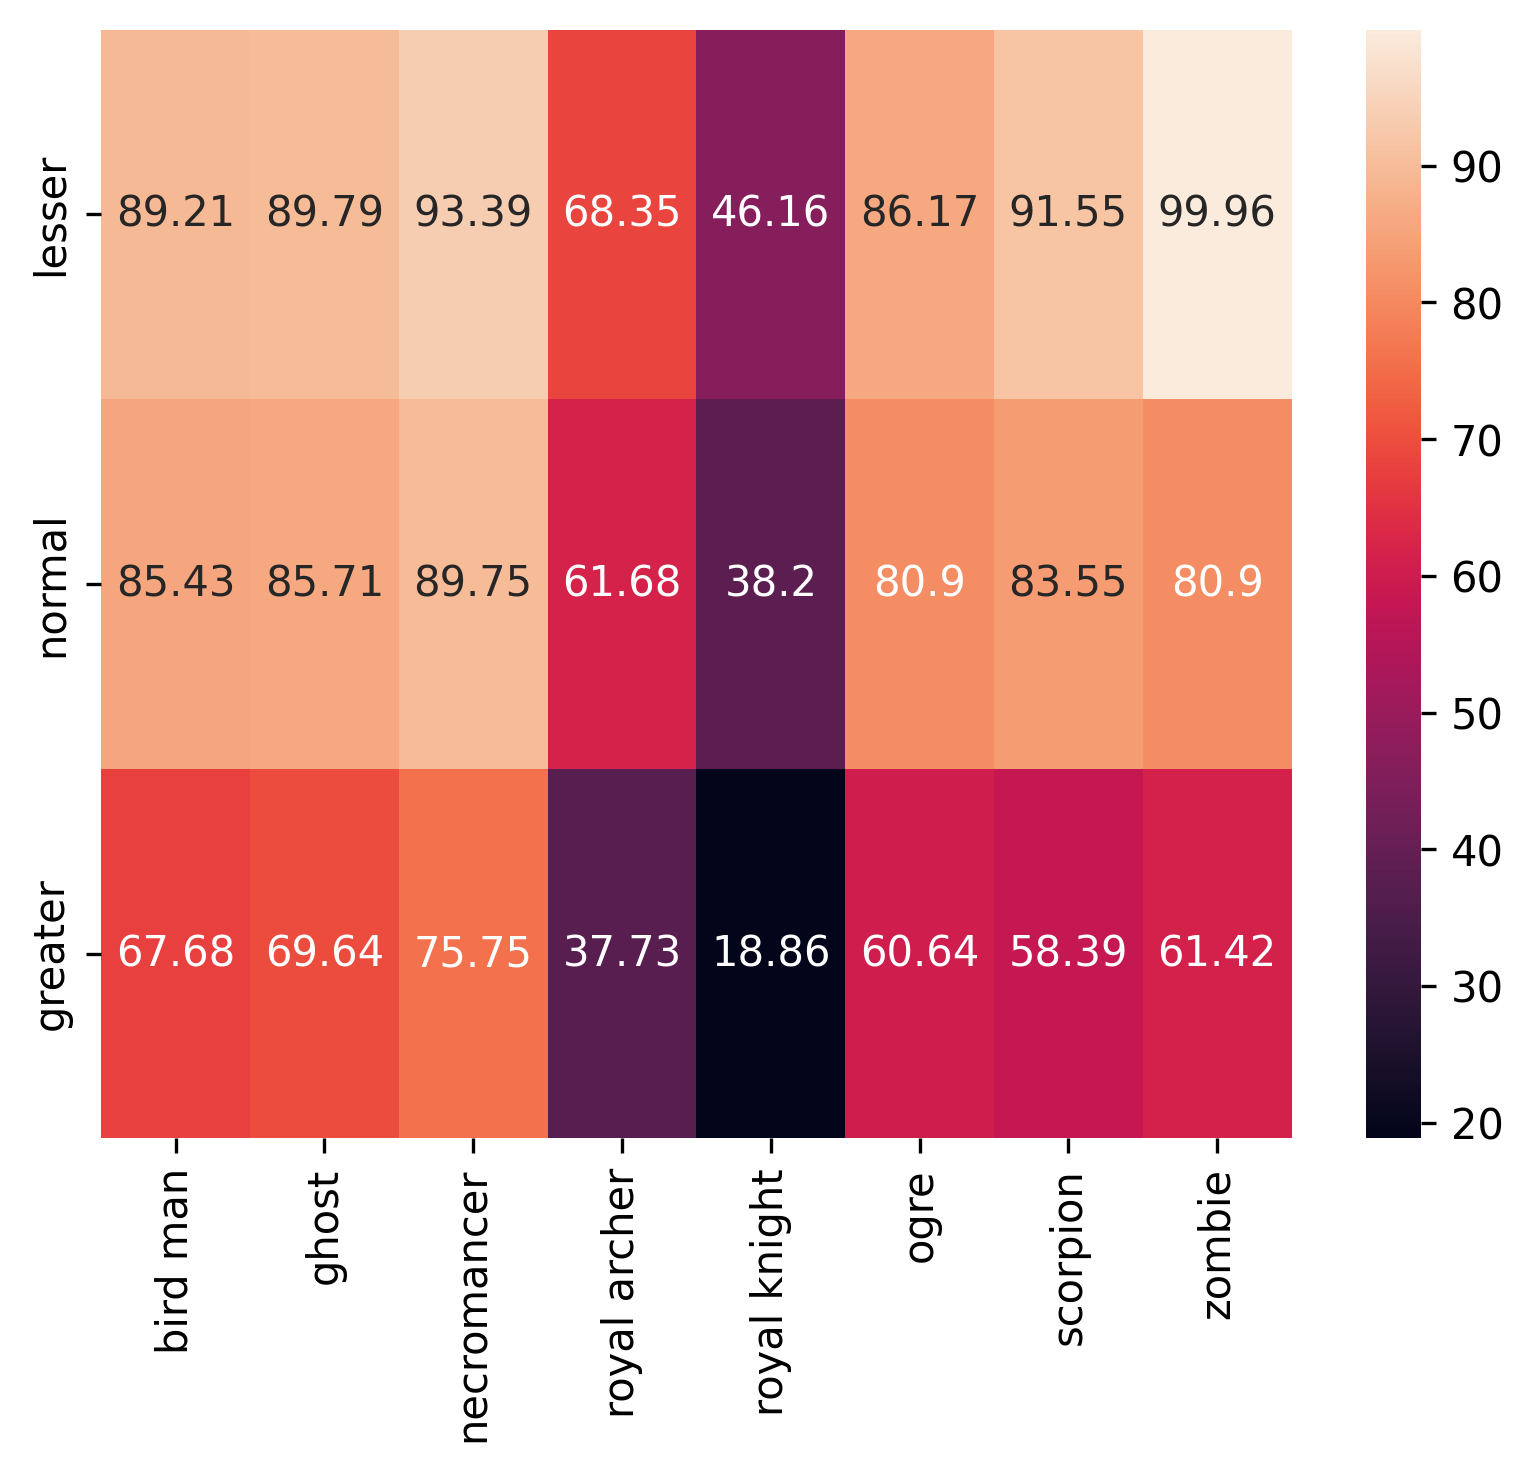 lesser 89.21 89.79 93.39 68.35 46.16 86.17 91.55 99.96
normal 85.43 85.71 89.75 61.68 38.2 80.9 83.55 80.9
greater 67.68 69.64 75.75 37.73 18.86 60.64 58.39 61.42
bird man
ghost
necromancer
royal archer
royal knight
ogre
scorpion
zombie
90
80
70
60
50
40
30
20